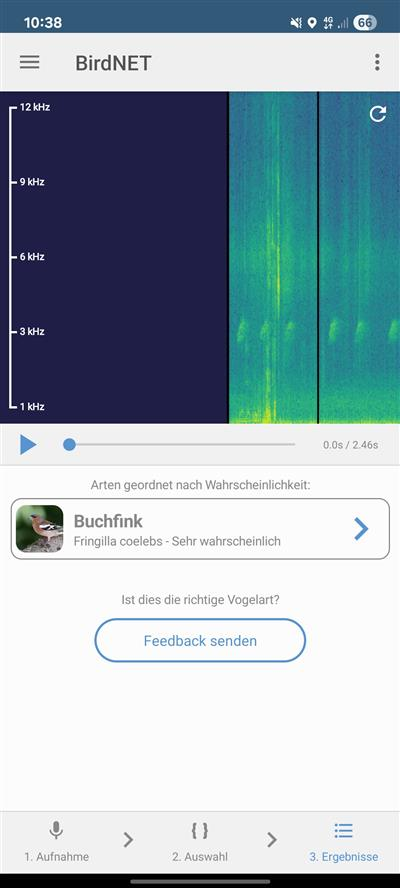 10:38
4G
66
BirdNET
12 kHz
9 kHz
6 kHz
3 kHz
1 kHz
0.0s / 2.46s
Arten geordnet nach Wahrscheinlichkeit:
Buchfink
Fringilla coelebs - Sehr wahrscheinlich
Ist dies die richtige Vogelart?
Feedback senden
{ }
1. Aufnahme
2. Auswahl
3. Ergebnisse